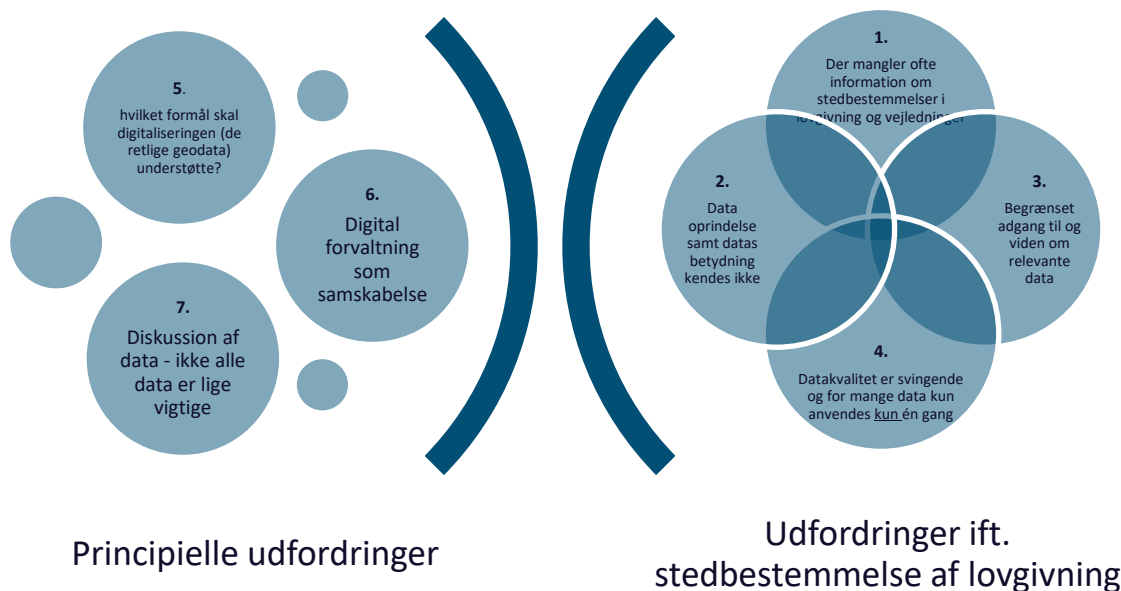 5.
hvilket formål skal
digitaliseringen (de
retlige geodata)
understøtte?
6.
Digital
forvaltning
som
samskabelse
7.
Diskussion af
data - ikke alle
data er lige
vigtige
Principielle udfordringer
1.
Der mangler ofte
information om
stedbestemmelser i
lovgivning og vejledninger
2.
Data
oprindelse
samt datas
betydning
kendes ikke
3.
Begrænset
adgang til og
viden om
relevante
data
4.
Datakvalitet er svingende
og for mange data kun
anvendes kun én gang
Udfordringer ift.
stedbestemmelse af lovgivning